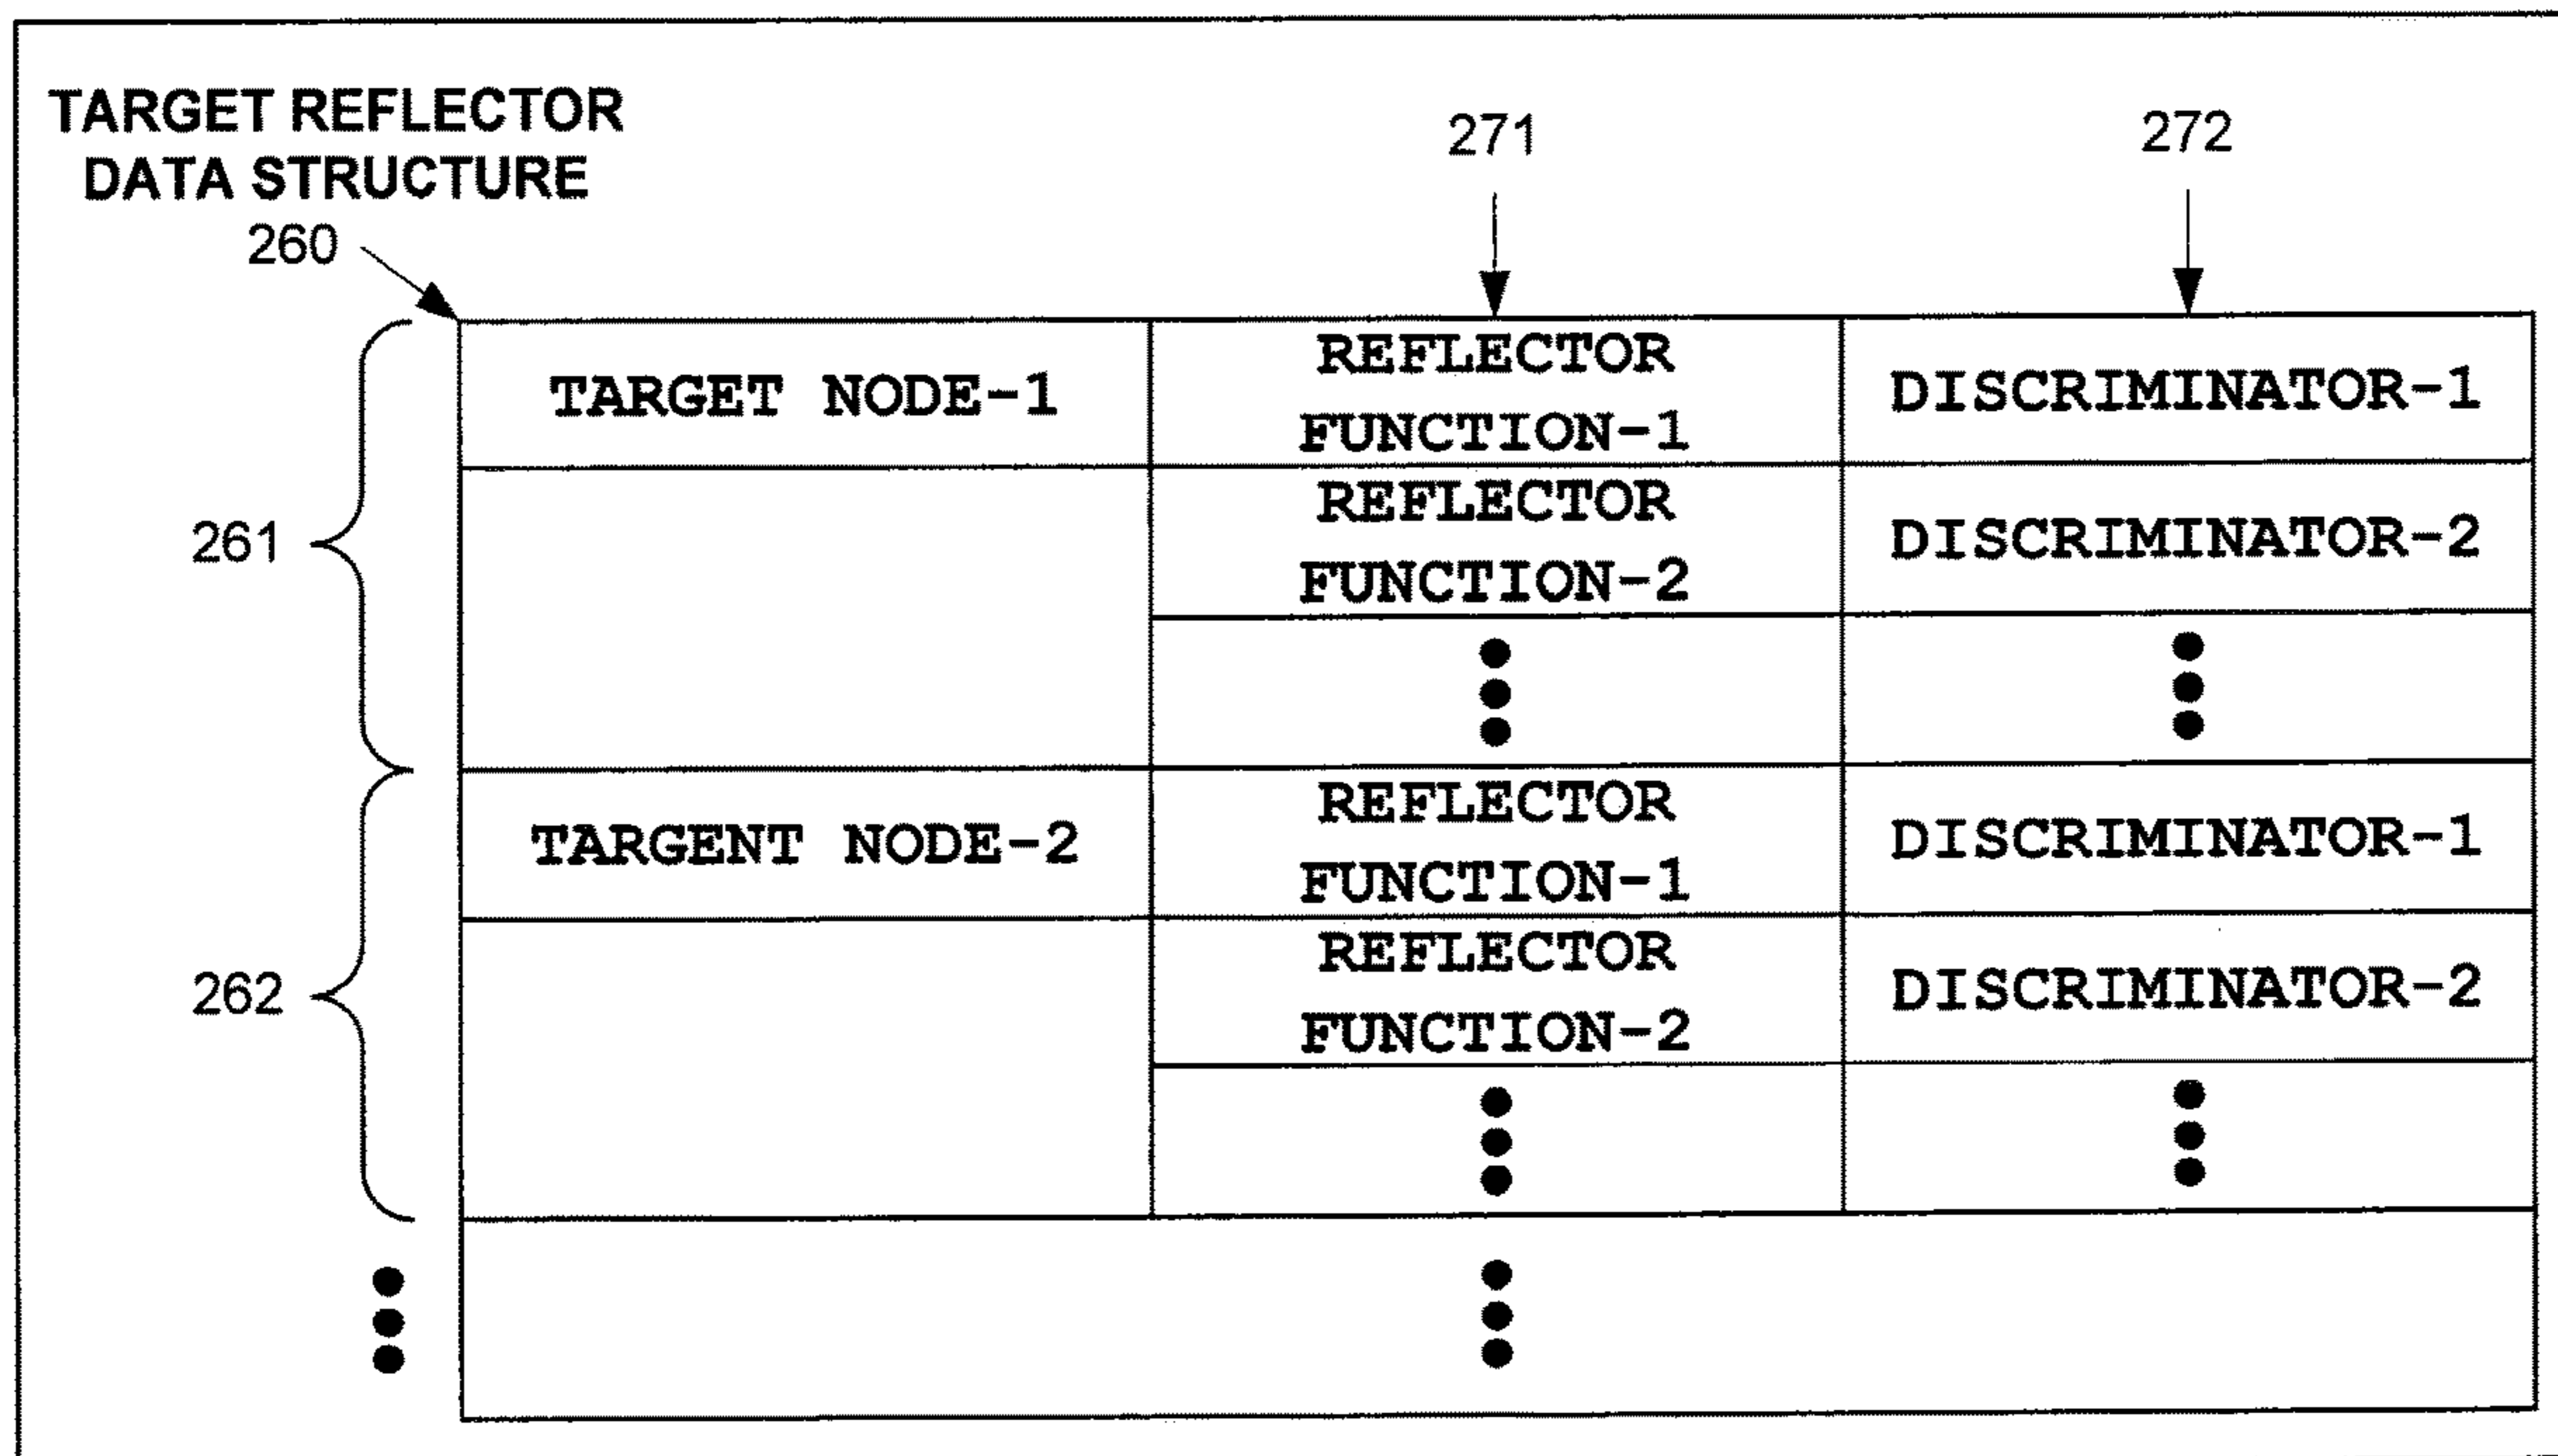 TARGET REFLECTOR
DATA STRUCTURE
260
271
272
261
TARGET NODE-1
REFLECTOR
FUNCTION-1
DISCRIMINATOR-1
REFLECTOR
FUNCTION-2
DISCRIMINATOR-2
262
TARGENT NODE-2
REFLECTOR
FUNCTION-1
DISCRIMINATOR-1
REFLECTOR
FUNCTION-2
DISCRIMINATOR-2